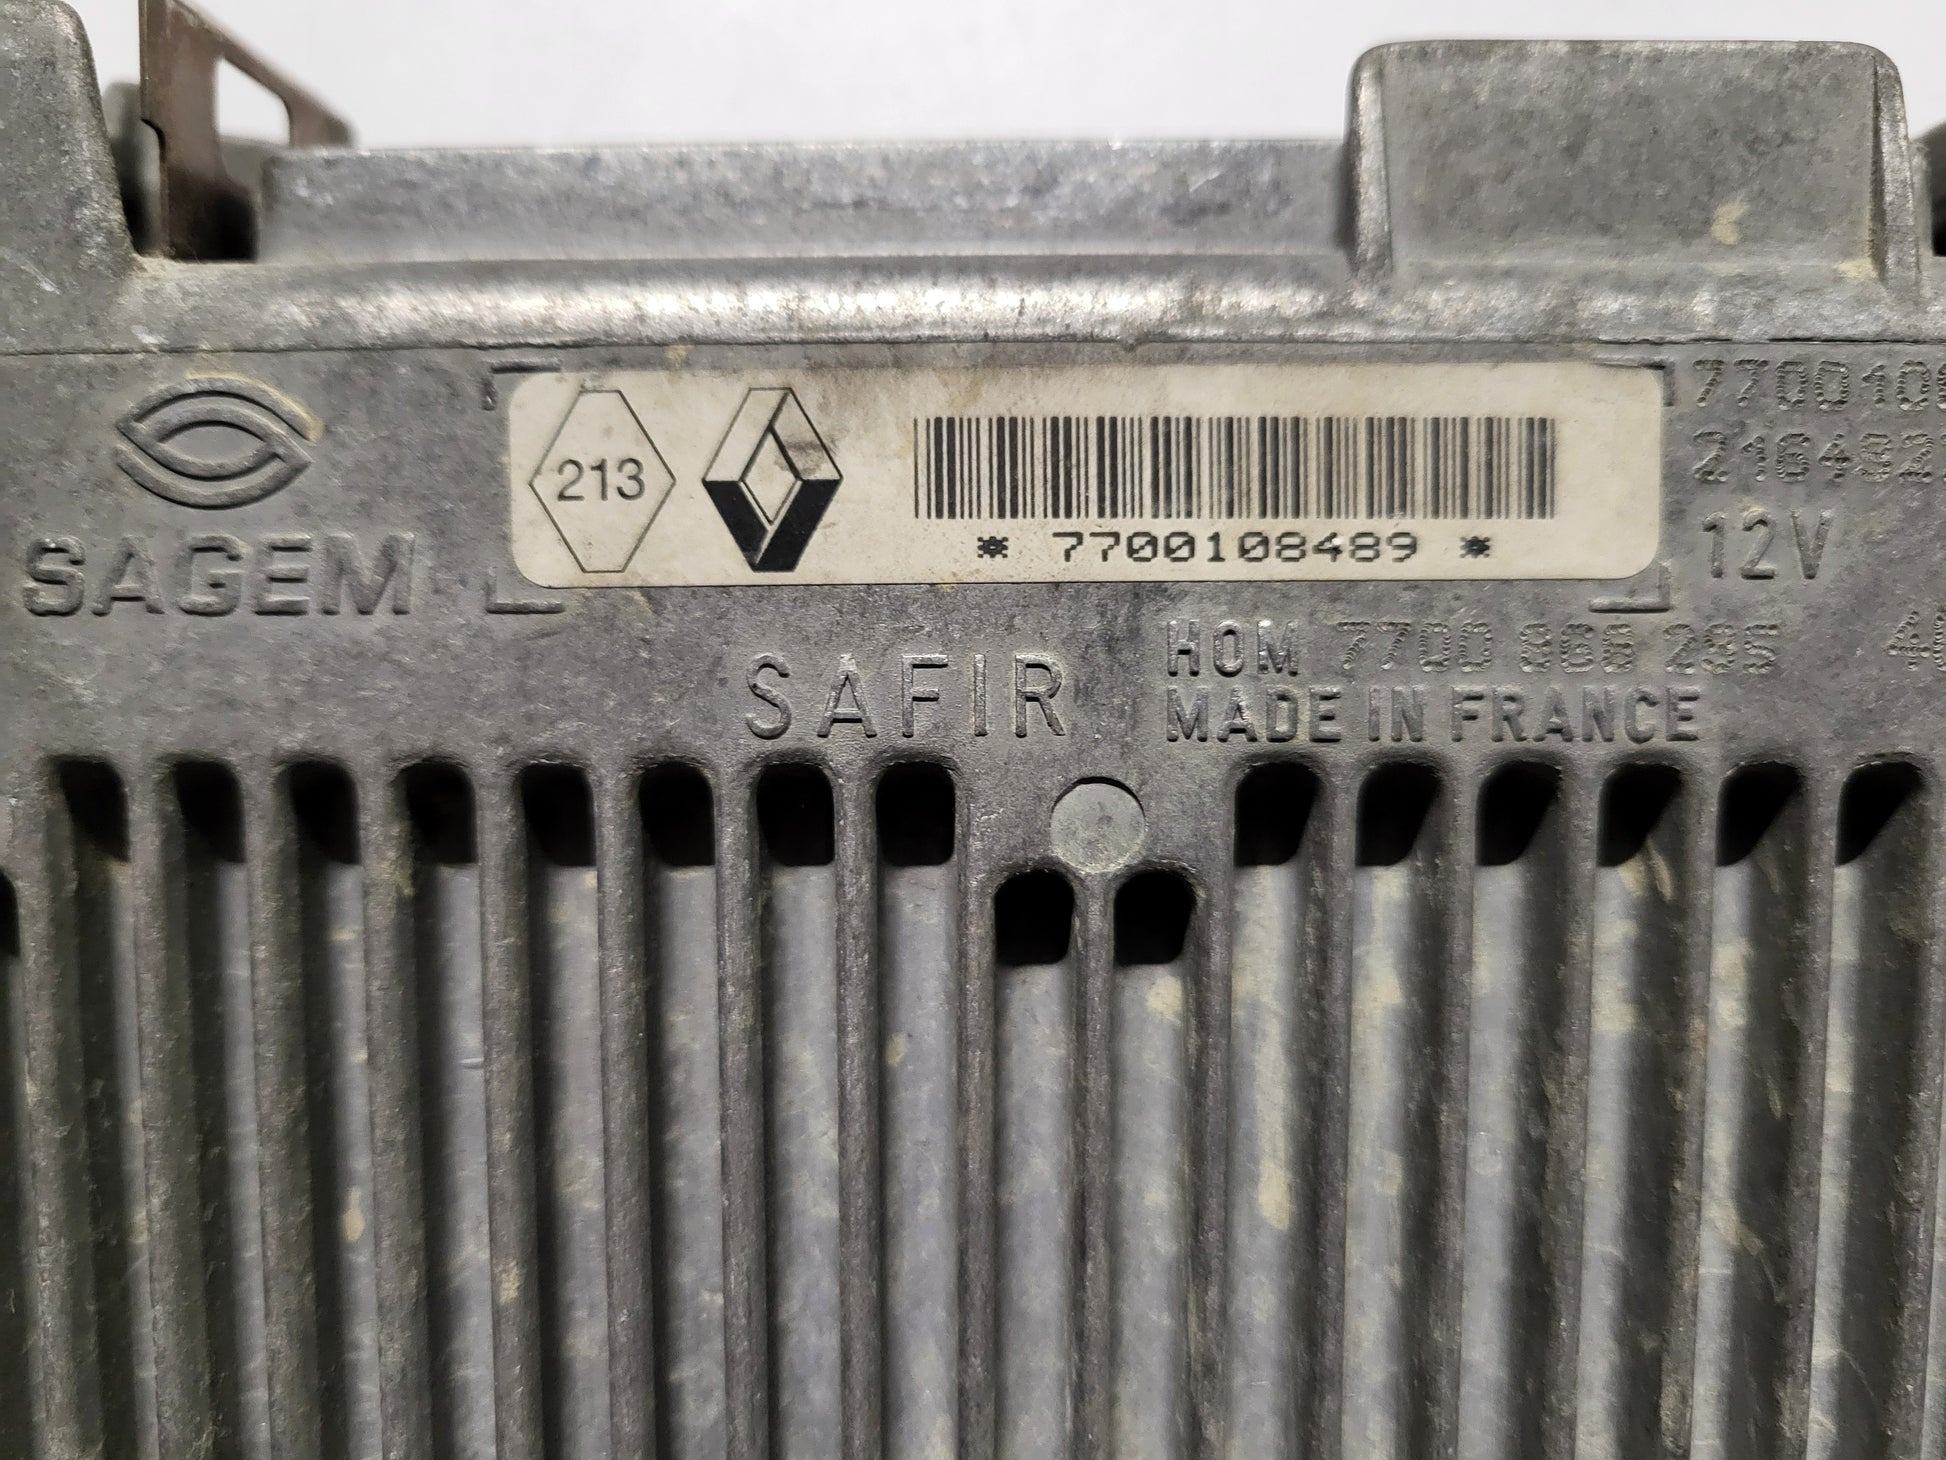 SAGEM
213
* 7700108489 *
12V
SAFIR
HOM 7700 868 295
MADE IN FRANCE